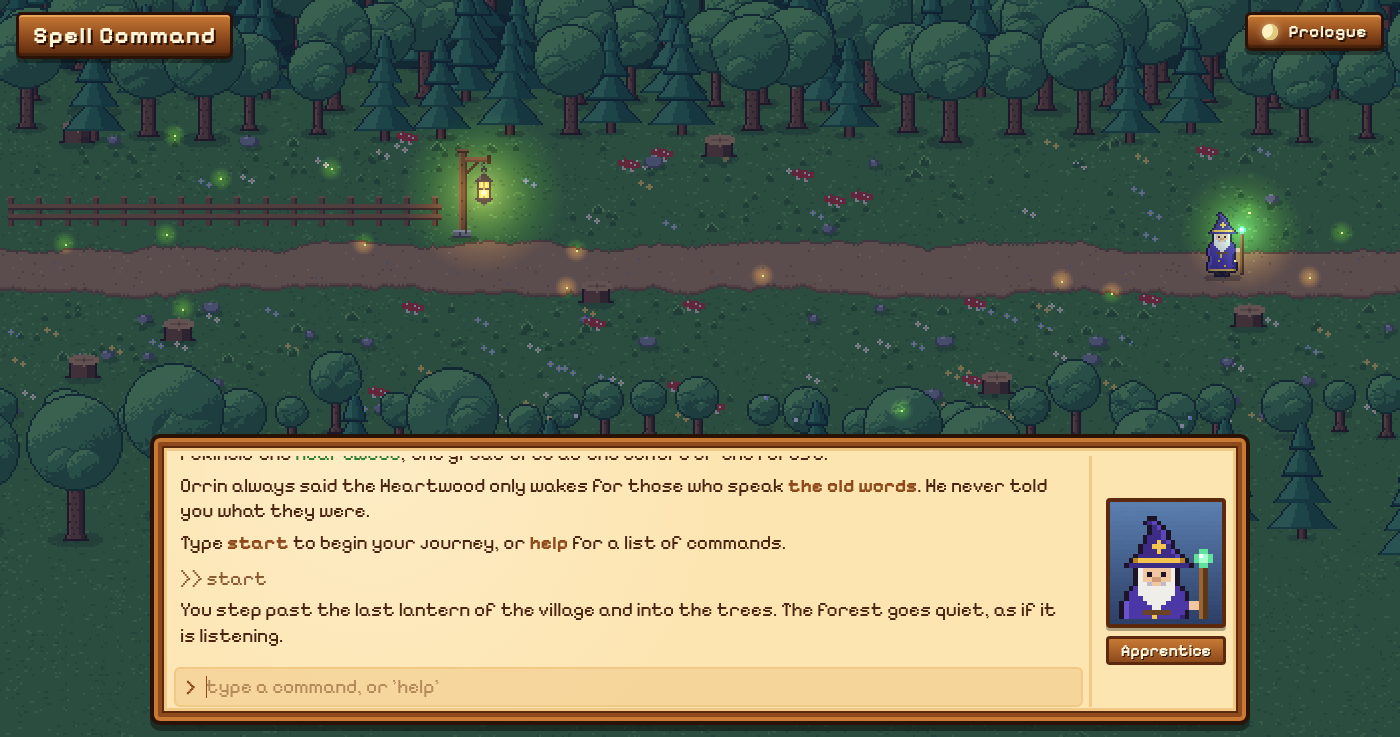 Spell Command
Prologue
Orrin always said the Heartwood only wakes for those who speak the old words. He never told
you what they were.
Type start to begin your journey, or help for a list of commands.
>> start
You step past the last lantern of the village and into the trees. The forest goes quiet, as if it
is listening.
> type a command, or 'help'
Apprentice